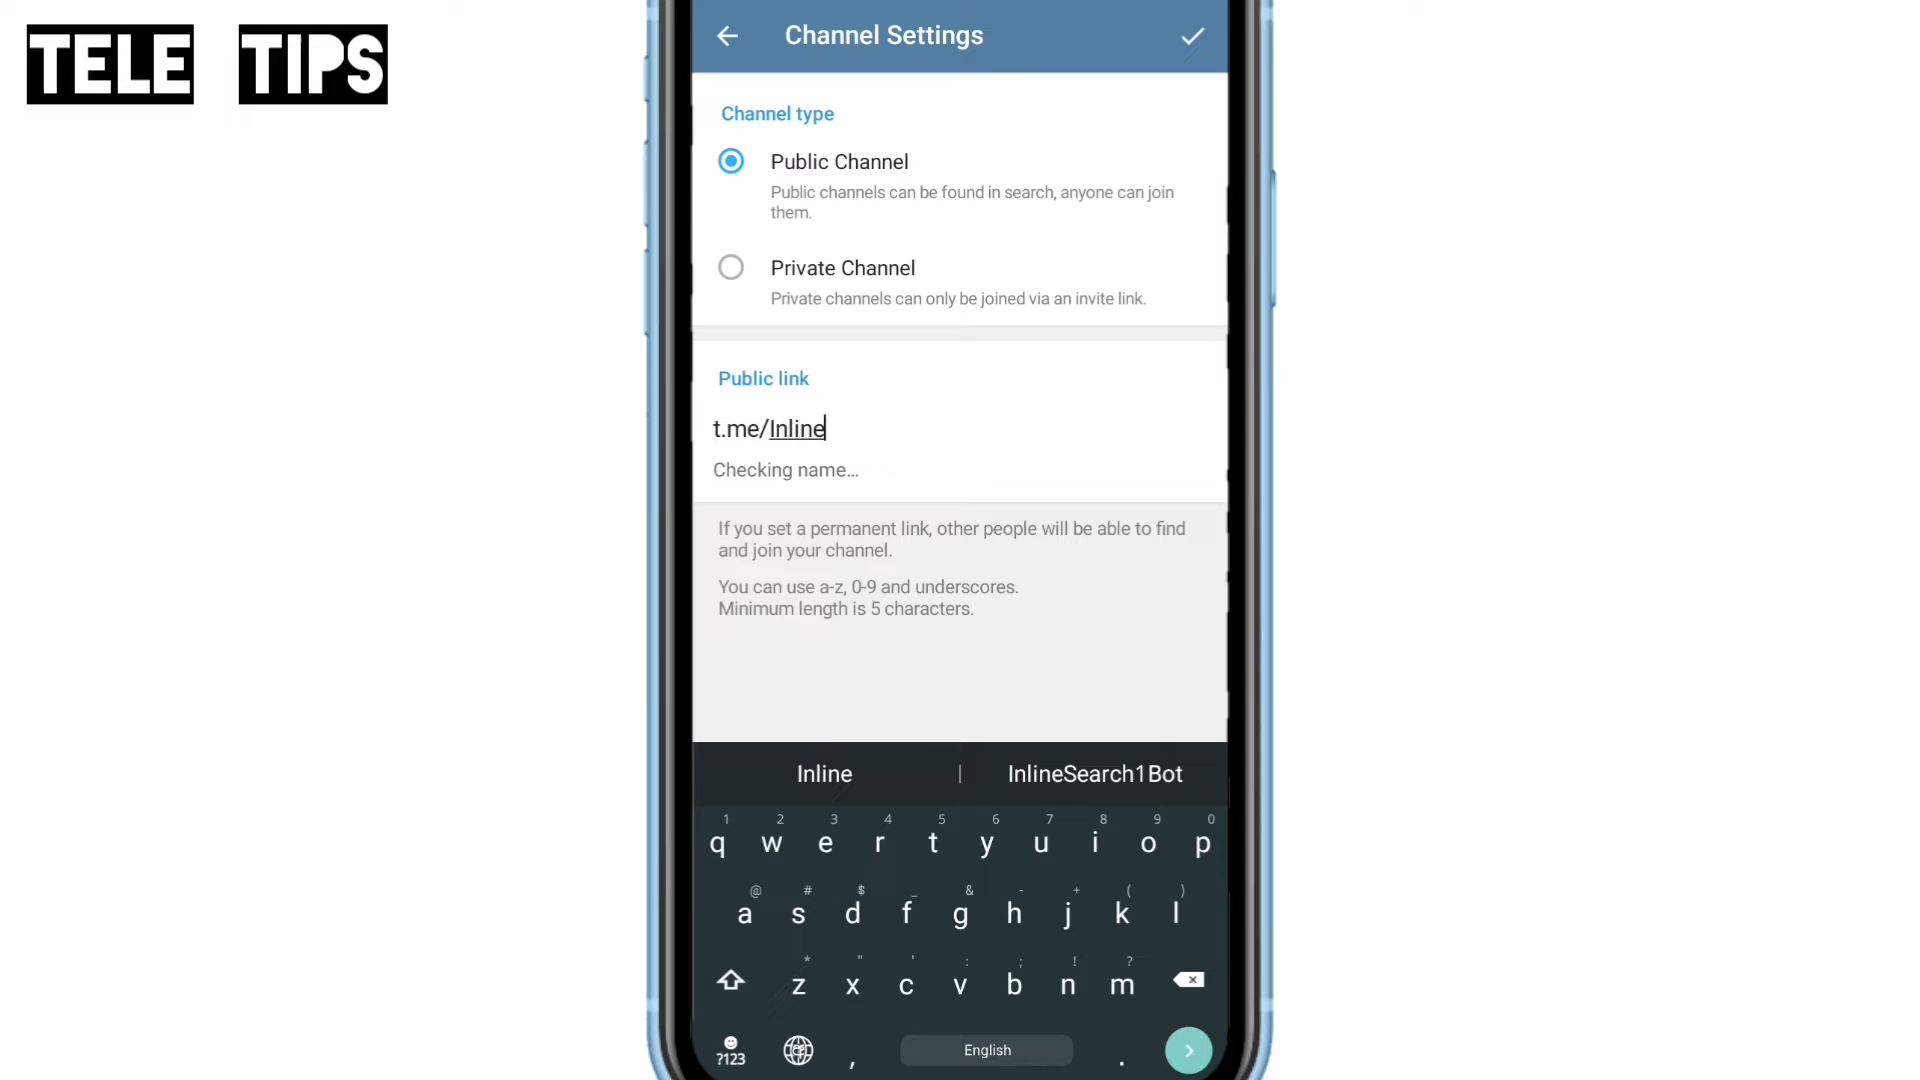 TELE TIPS
Channel Settings
Channel type
Public Channel
Public channels can be found in search, anyone can join
them.
Private Channel
Private channels can only be joined via an invite link.
Public link
t.me/Inline
Checking name...
If you set a permanent link, other people will be able to find
and join your channel.
You can use a-z, 0-9 and underscores.
Minimum length is 5 characters.
Inline | InlineSearch1Bot
1 2 3 4 5 6 7 8 9 0
q w e r t y u i o p
@ # $ _ & - + ( )
a s d f g h j k l
* " ' : ; ! ?
z x c v b n m
?123 , English .